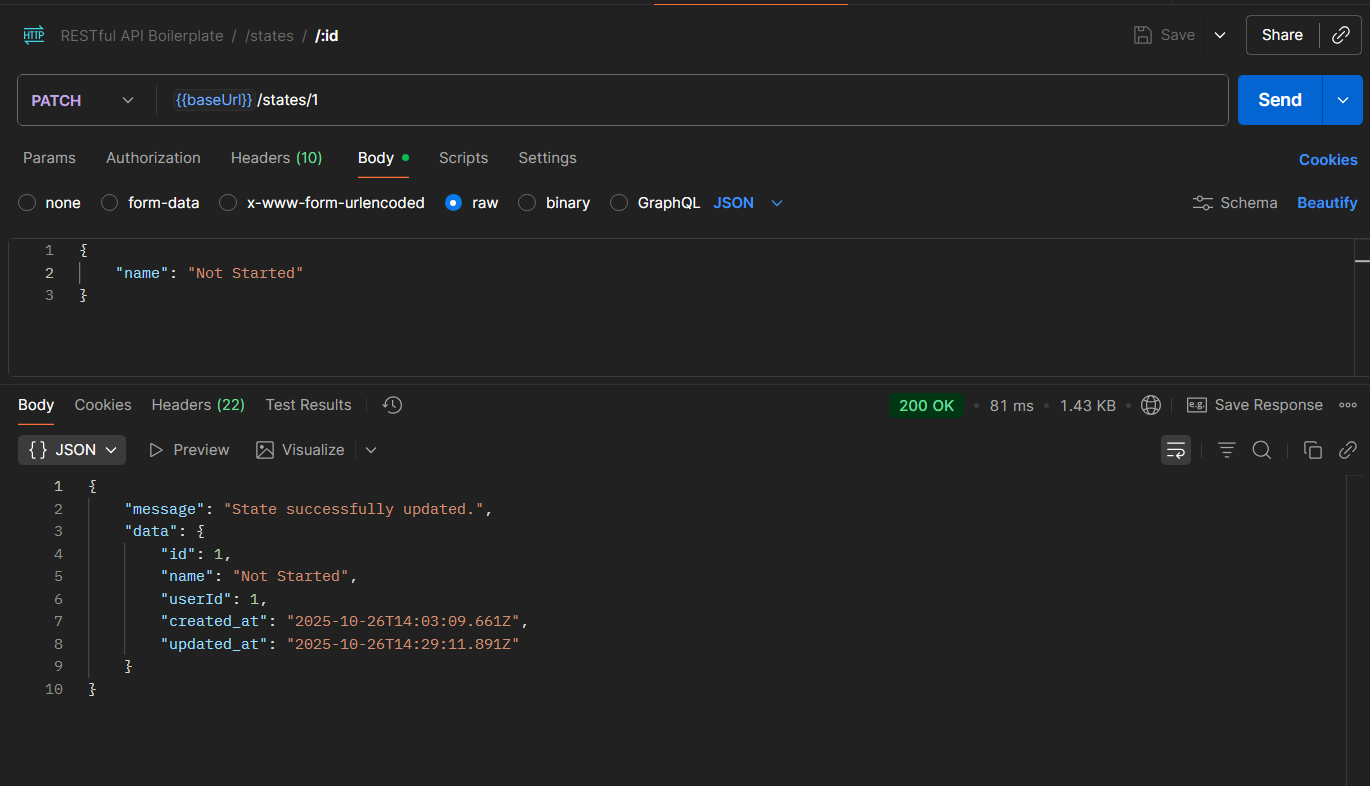 HTTP RESTful API Boilerplate / /states / /:id Save Share
PATCH {{baseUrl}} /states/1 Send
Params Authorization Headers (10) Body Scripts Settings Cookies
none form-data x-www-form-urlencoded raw binary GraphQL JSON Schema Beautify
1 {
2 "name": "Not Started"
3 }
Body Cookies Headers (22) Test Results 200 OK • 81 ms • 1.43 KB • e.g. Save Response
{} JSON Preview Visualize
1 {
2 "message": "State successfully updated.",
3 "data": {
4 "id": 1,
5 "name": "Not Started",
6 "userId": 1,
7 "created_at": "2025-10-26T14:03:09.661Z",
8 "updated_at": "2025-10-26T14:29:11.891Z"
9 }
10 }